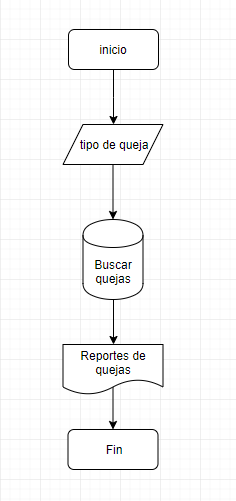 inicio
tipo de queja
Buscar
quejas
Reportes de
quejas
Fin